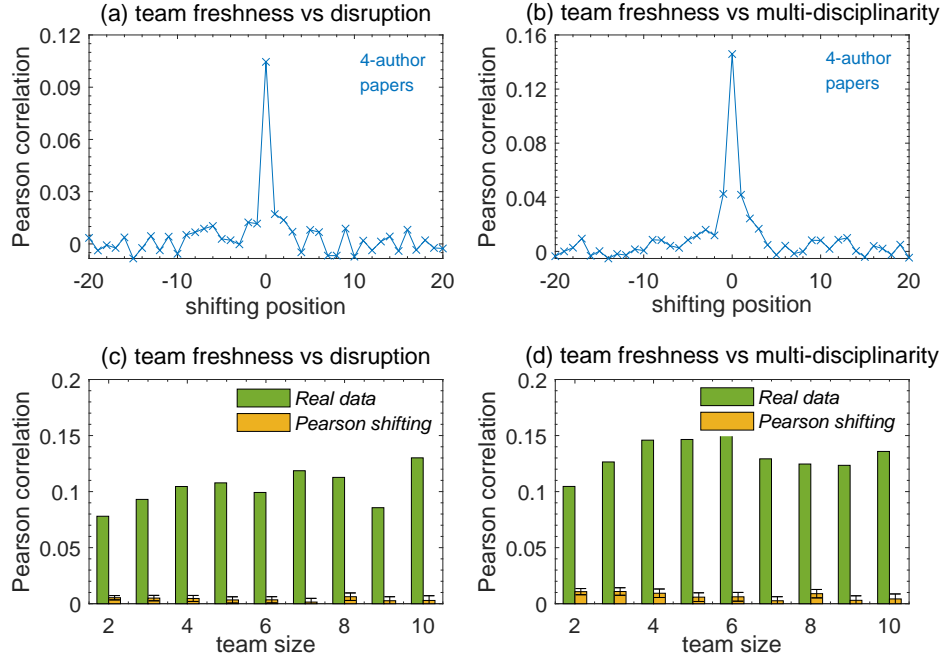 (a) team freshness vs disruption
0.12
0.09
0.06
0.03
0
-20
-10
0
10
20
Pearson correlation
shifting position
4-author
papers
(b) team freshness vs multi-disciplinarity
0.16
0.12
0.08
0.04
0
-20
-10
0
10
20
Pearson correlation
shifting position
4-author
papers
(c) team freshness vs disruption
0.2
0.15
0.1
0.05
0
2
4
6
8
10
Pearson correlation
team size
Real data
Pearson shifting
(d) team freshness vs multi-disciplinarity
0.2
0.15
0.1
0.05
0
2
4
6
8
10
Pearson correlation
team size
Real data
Pearson shifting